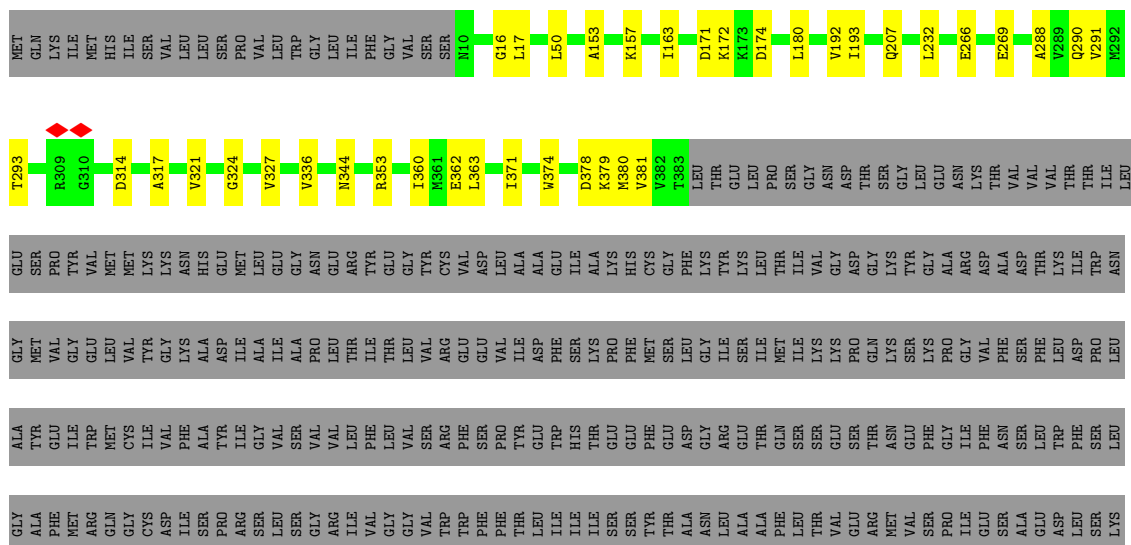 MET GLN LYS ILE MET HIS ILE SER VAL LEU LEU SER PRO VAL LEU TRP GLY LEU ILE PHE GLY VAL SER SER N10 G16 L17 L50 A153 K157 I163 D171 K172 K173 D174 L180 V192 I193 Q207 L232 E266 E269 A288 V289 Q290 V291 M292
T293 R309 G310 D314 A317 V321 G324 V327 V336 N344 R353 I360 M361 E362 L363 I371 W374 D378 K379 M380 V381 V382 T383 LEU THR GLU LEU PRO SER GLY ASN ASP THR SER GLY LEU GLU ASN LYS THR VAL VAL VAL THR THR ILE LEU
GLU SER PRO TYR VAL MET MET LYS LYS ASN HIS GLU MET LEU GLU GLY ASN GLU ARG TYR GLU GLY TYR CYS VAL ASP LEU ALA ALA GLU ILE ALA LYS HIS CYS GLY PHE LYS TYR LYS LEU THR ILE VAL GLY ASP GLY LYS TYR GLY ALA ARG ASP ALA ASP THR LYS ILE TRP ASN
GLY MET VAL GLY GLU LEU VAL TYR GLY LYS ALA ASP ILE ALA ILE ALA PRO LEU THR ILE THR LEU VAL ARG GLU GLU VAL ILE ASP PHE SER LYS PRO PHE MET SER LEU GLY ILE SER ILE MET ILE LYS LYS PRO GLN LYS SER LYS PRO GLY VAL PHE SER PHE LEU ASP PRO LEU
ALA TYR GLU ILE TRP MET CYS ILE VAL PHE ALA TYR ILE GLY VAL SER VAL VAL LEU PHE LEU VAL SER ARG PHE SER PRO TYR GLU TRP HIS THR GLU GLU PHE GLU ASP GLY ARG GLU THR GLN SER SER GLU SER THR ASN GLU PHE GLY ILE PHE ASN SER LEU TRP PHE SER LEU
GLY ALA PHE MET ARG GLN GLY CYS ASP ILE SER PRO ARG SER LEU SER GLY ARG ILE VAL GLY GLY VAL TRP TRP PHE PHE THR LEU ILE ILE ILE SER SER TYR THR ALA ASN LEU ALA ALA PHE LEU THR VAL GLU ARG MET VAL SER PRO ILE GLU SER ALA GLU ASP LEU SER LYS